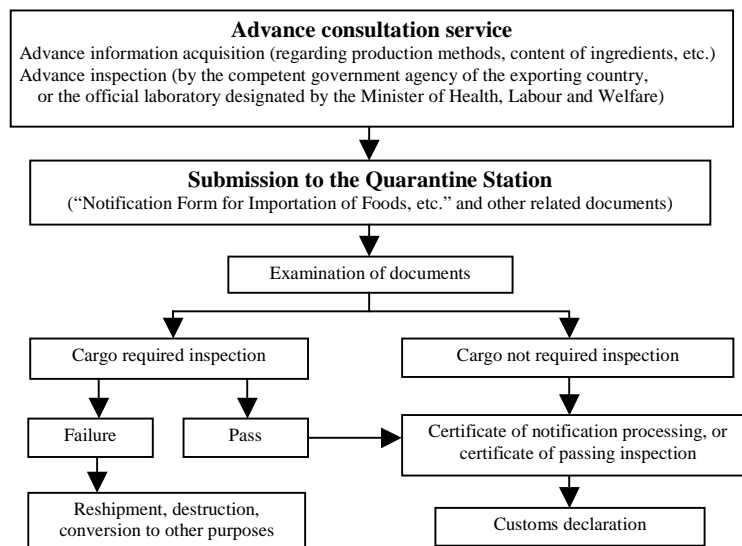 Advance consultation service
Advance information acquisition (regarding production methods, content of ingredients, etc.)
Advance inspection (by the competent government agency of the exporting country,
or the official laboratory designated by the Minister of Health, Labour and Welfare)
Submission to the Quarantine Station
(“Notification Form for Importation of Foods, etc.” and other related documents)
Examination of documents
Cargo required inspection
Cargo not required inspection
Failure
Pass
Certificate of notification processing, or
certificate of passing inspection
Reshipment, destruction,
conversion to other purposes
Customs declaration